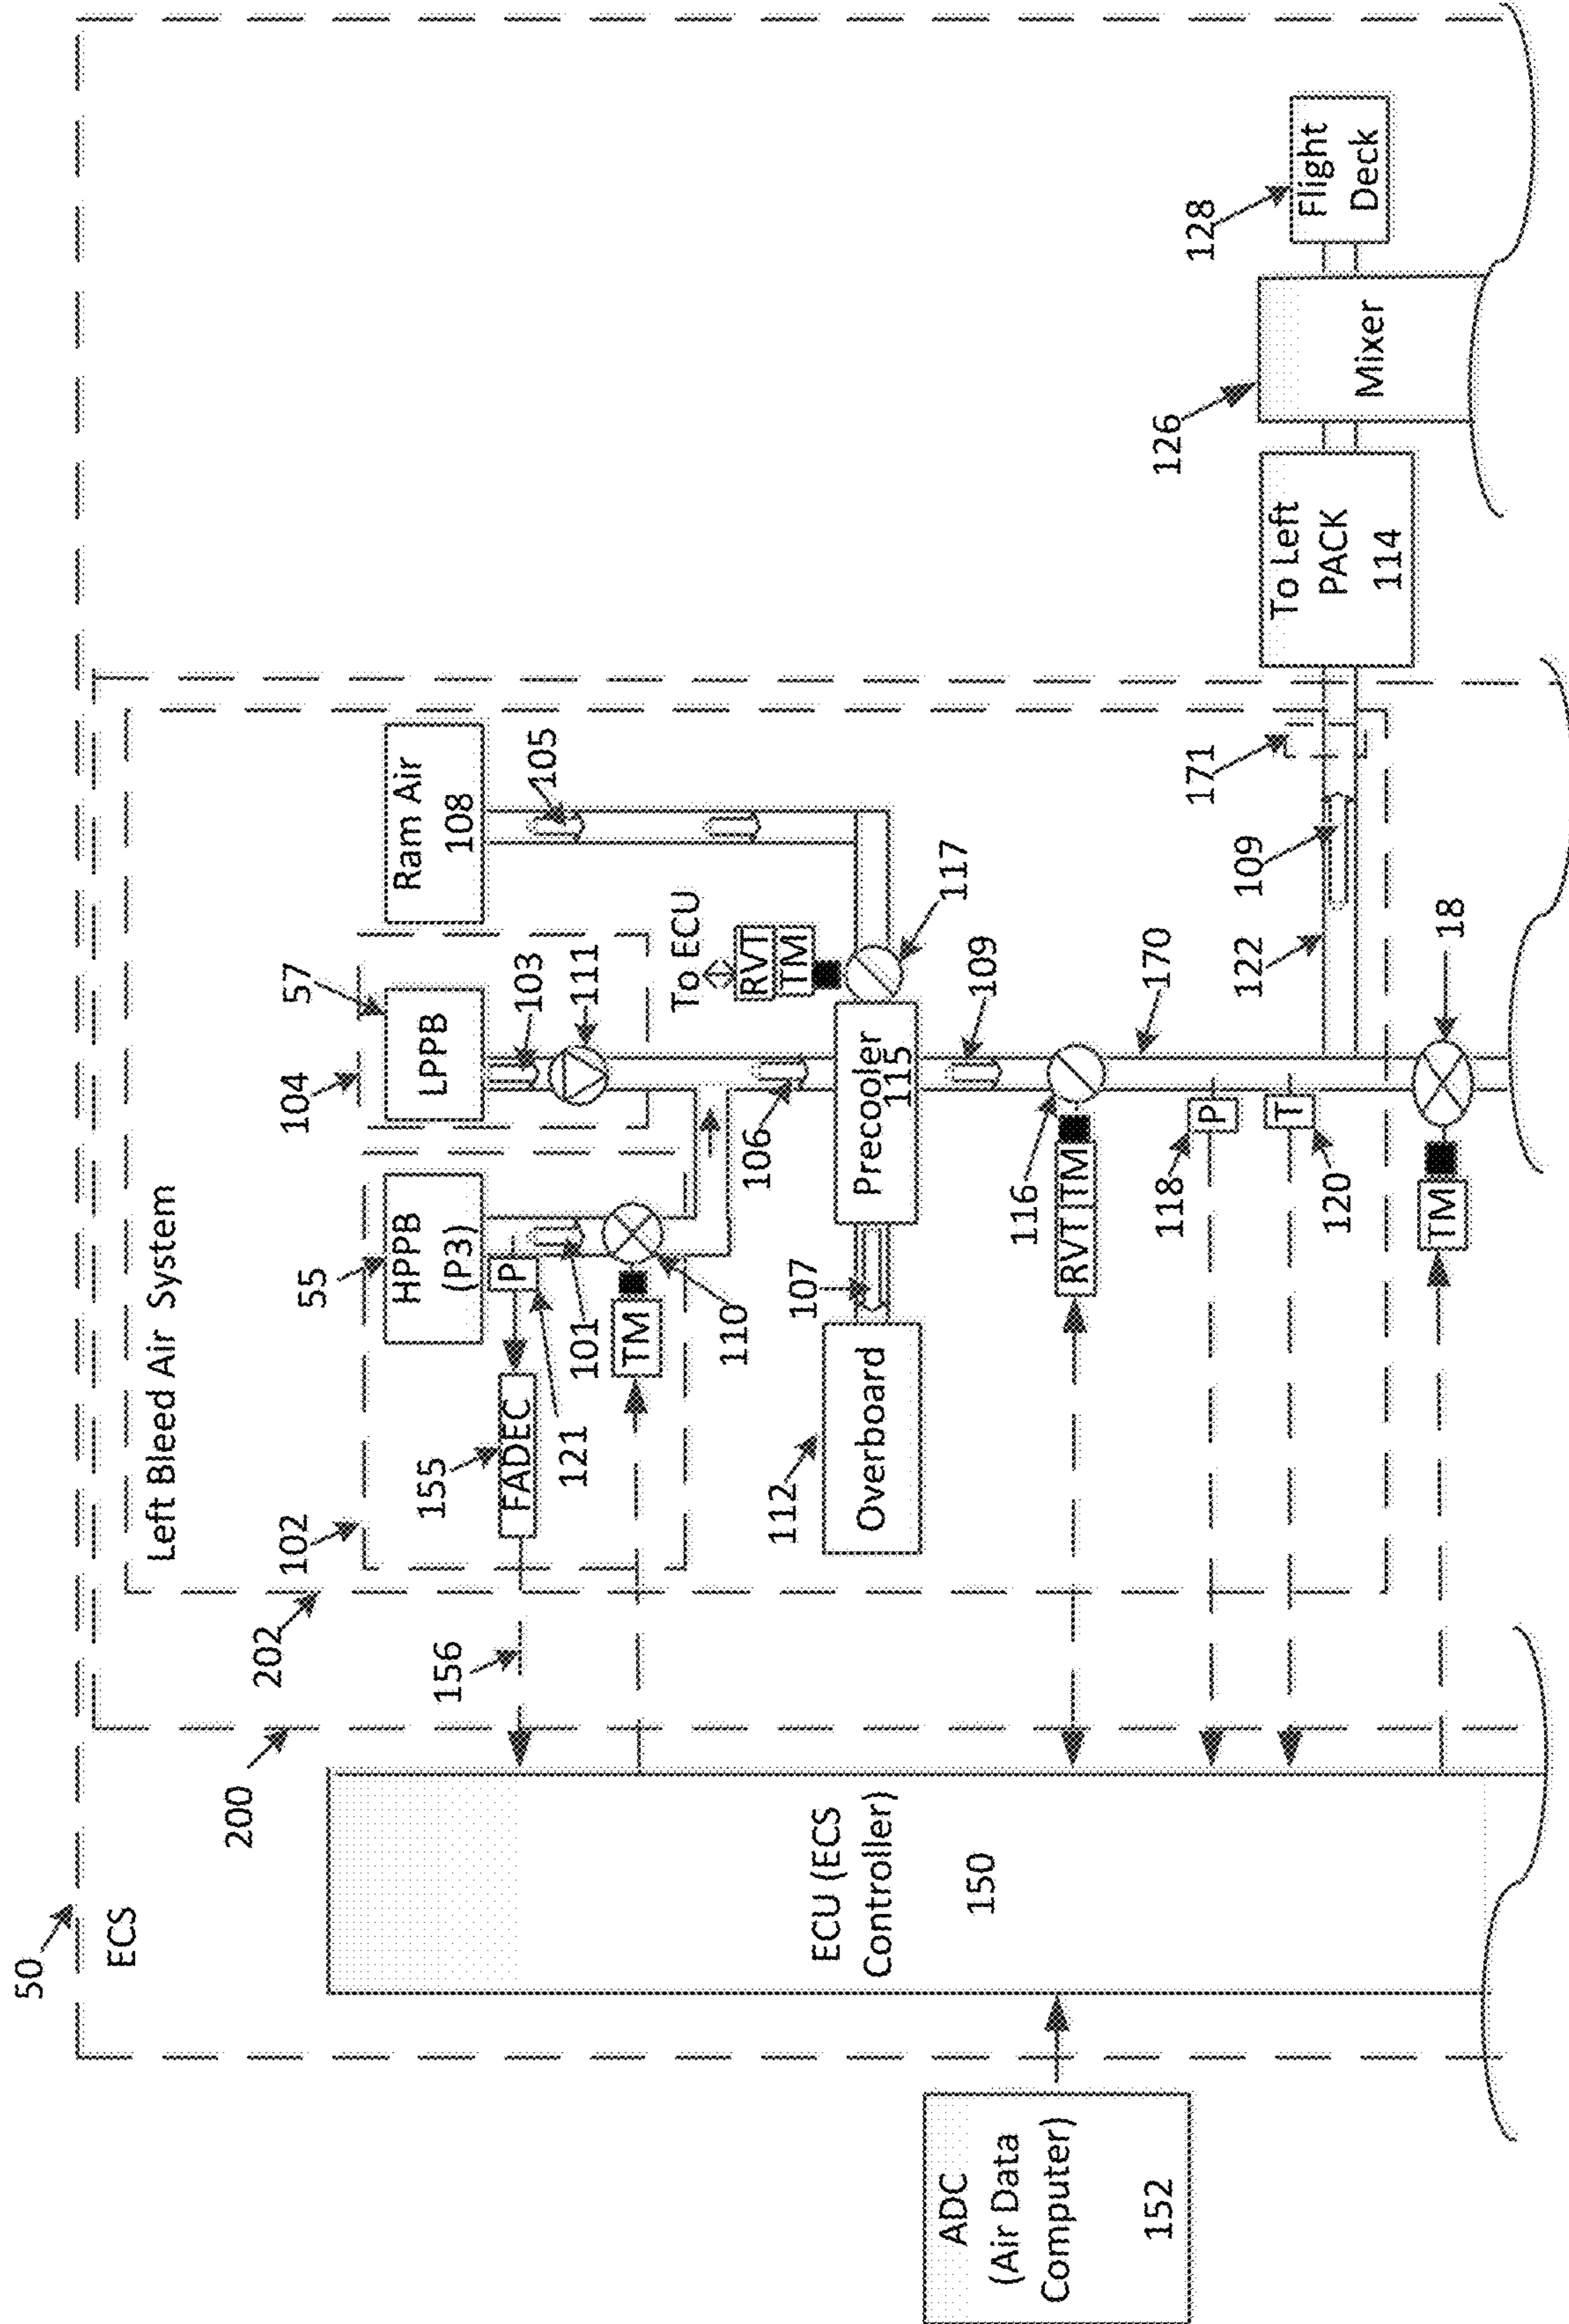 50
ECS
200
202
102
Left Bleed Air System
ADC
(Air Data
Computer)
152
ECU (ECS
Controller)
150
156
155
FADEC
121
55
HPPB
(P3)
P
101
TM
110
104
57
LPPB
103
111
Ram Air
108
105
To ECU
RVT
TM
117
106
Precooler
115
107
112
Overboard
109
116
RVT
TM
170
118
P
120
T
122
109
171
18
TM
To Left
PACK
114
126
Mixer
128
Flight
Deck